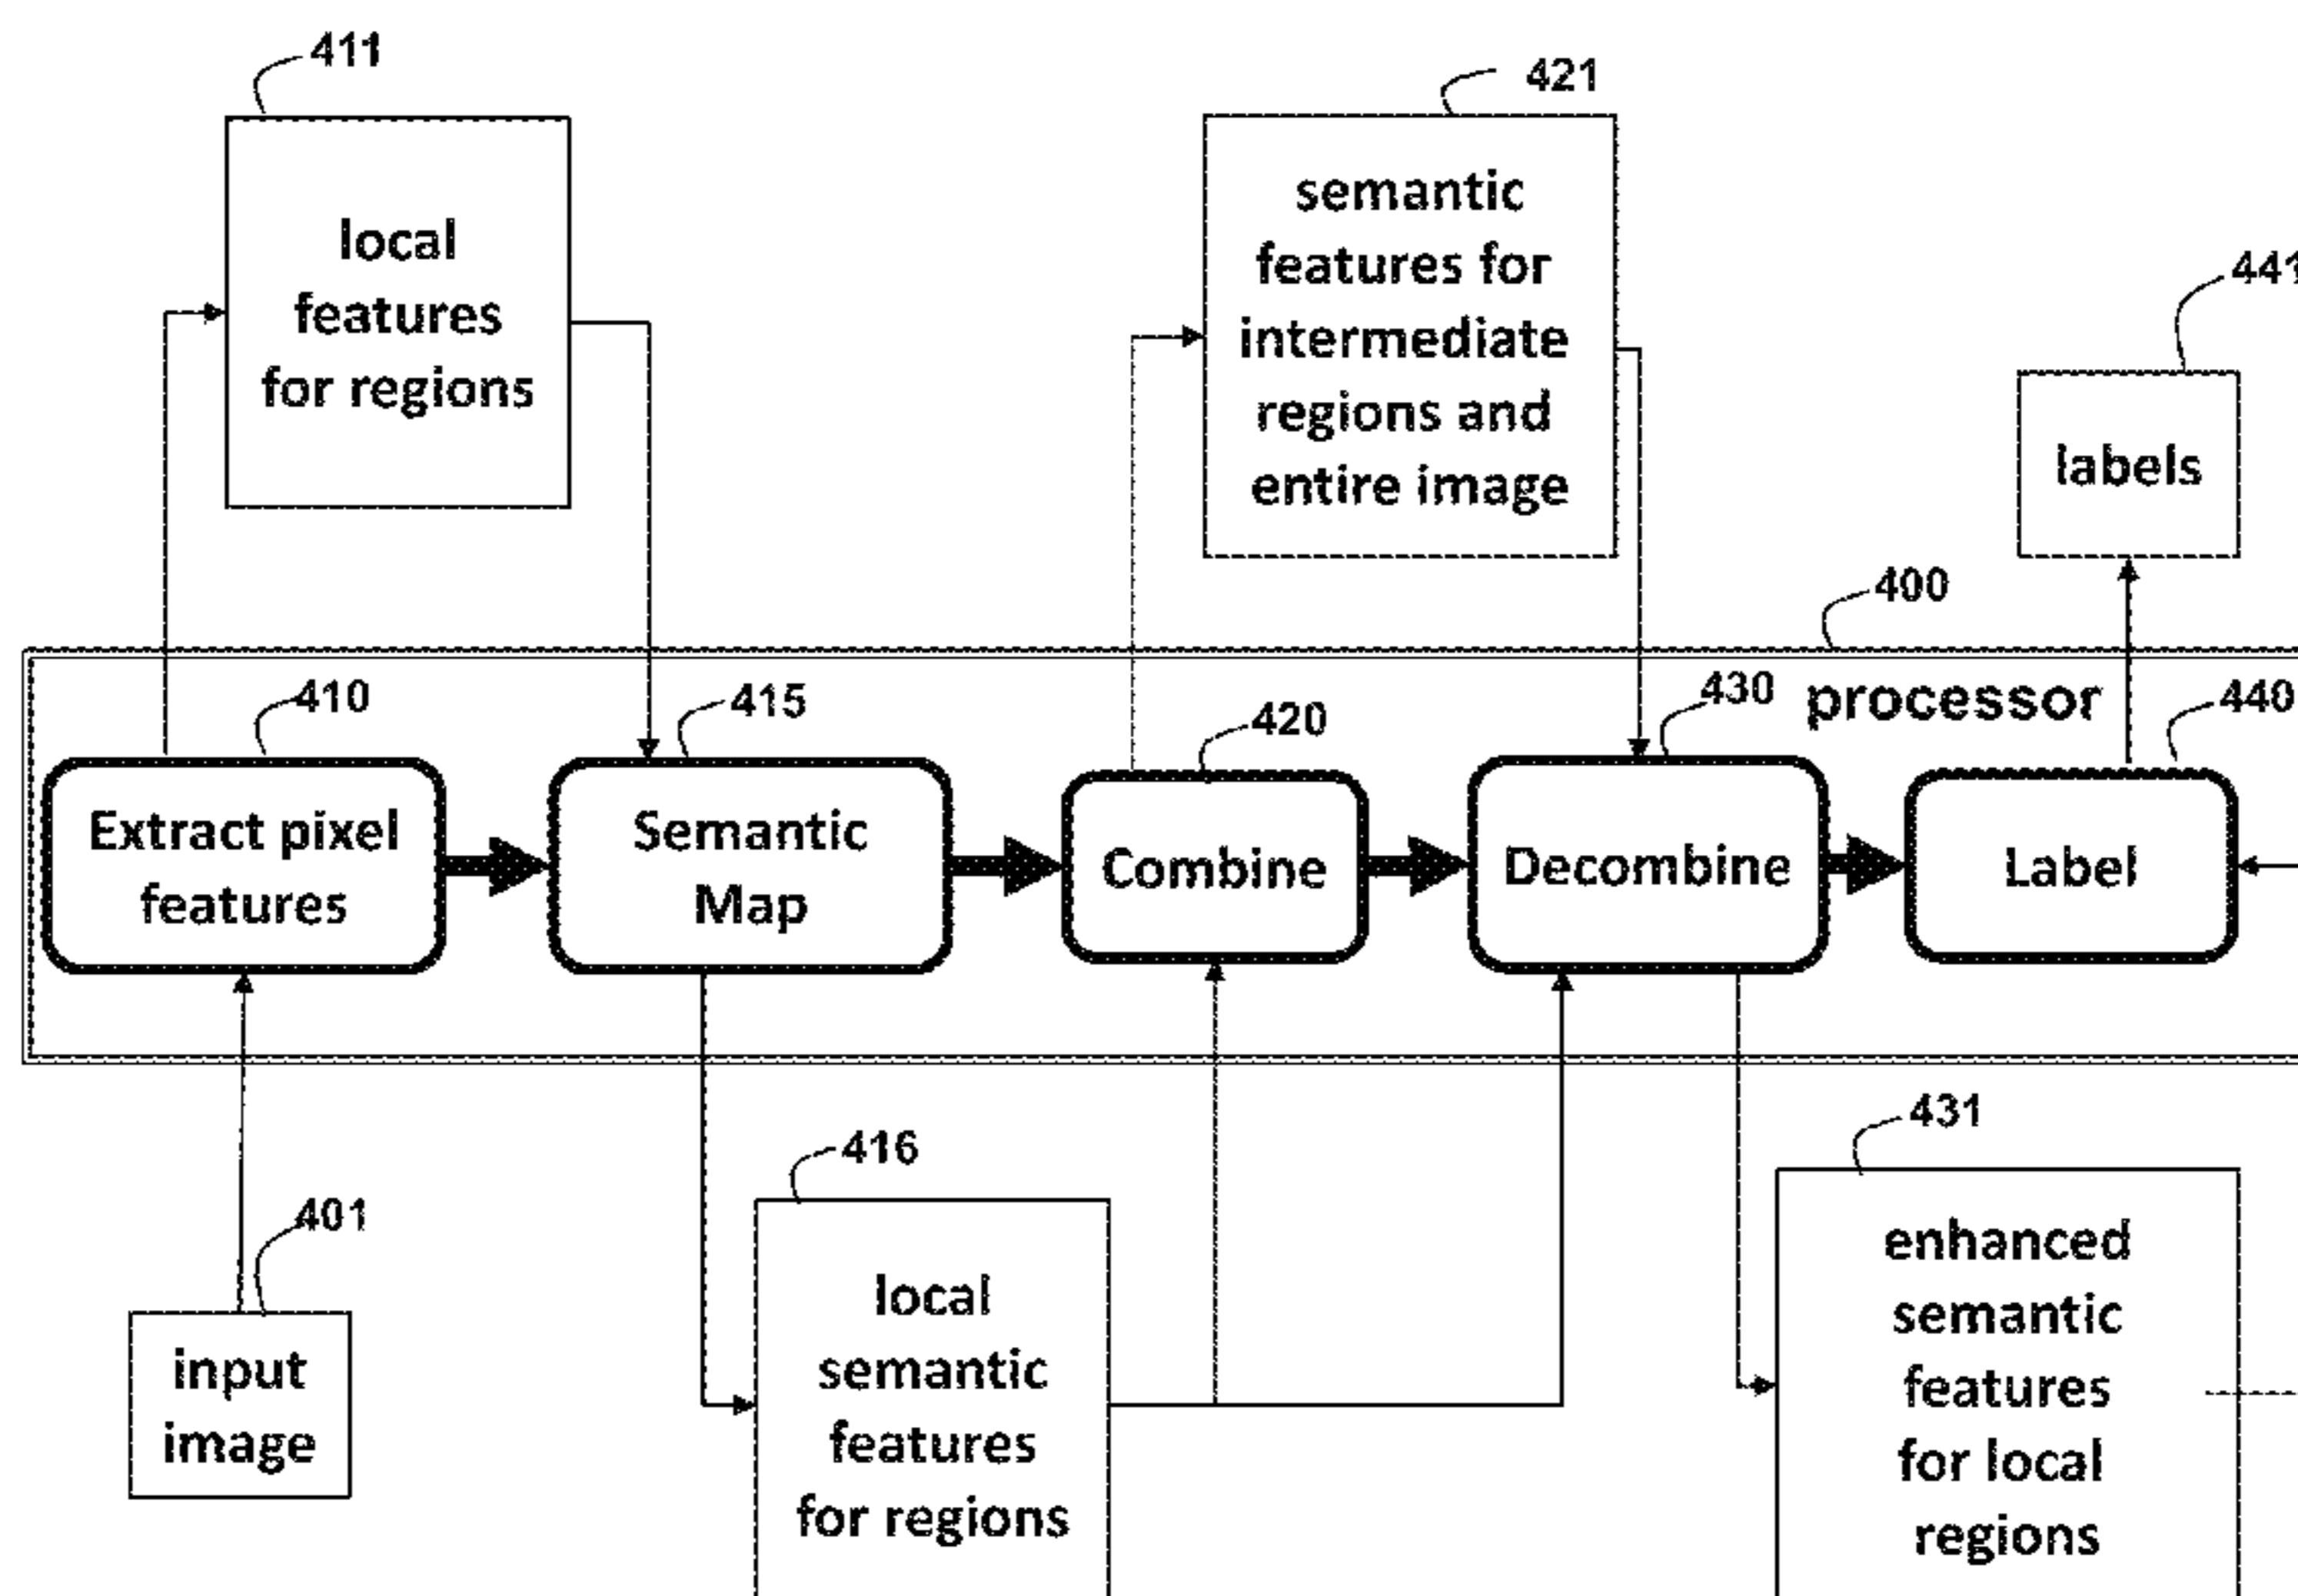 411
local
features
for regions
421
semantic
features for
intermediate
regions and
entire image
441
labels
400
processor
410
Extract pixel
features
415
Semantic
Map
420
Combine
430
Decombine
440
Label
401
input
image
416
local
semantic
features
for regions
431
enhanced
semantic
features
for local
regions